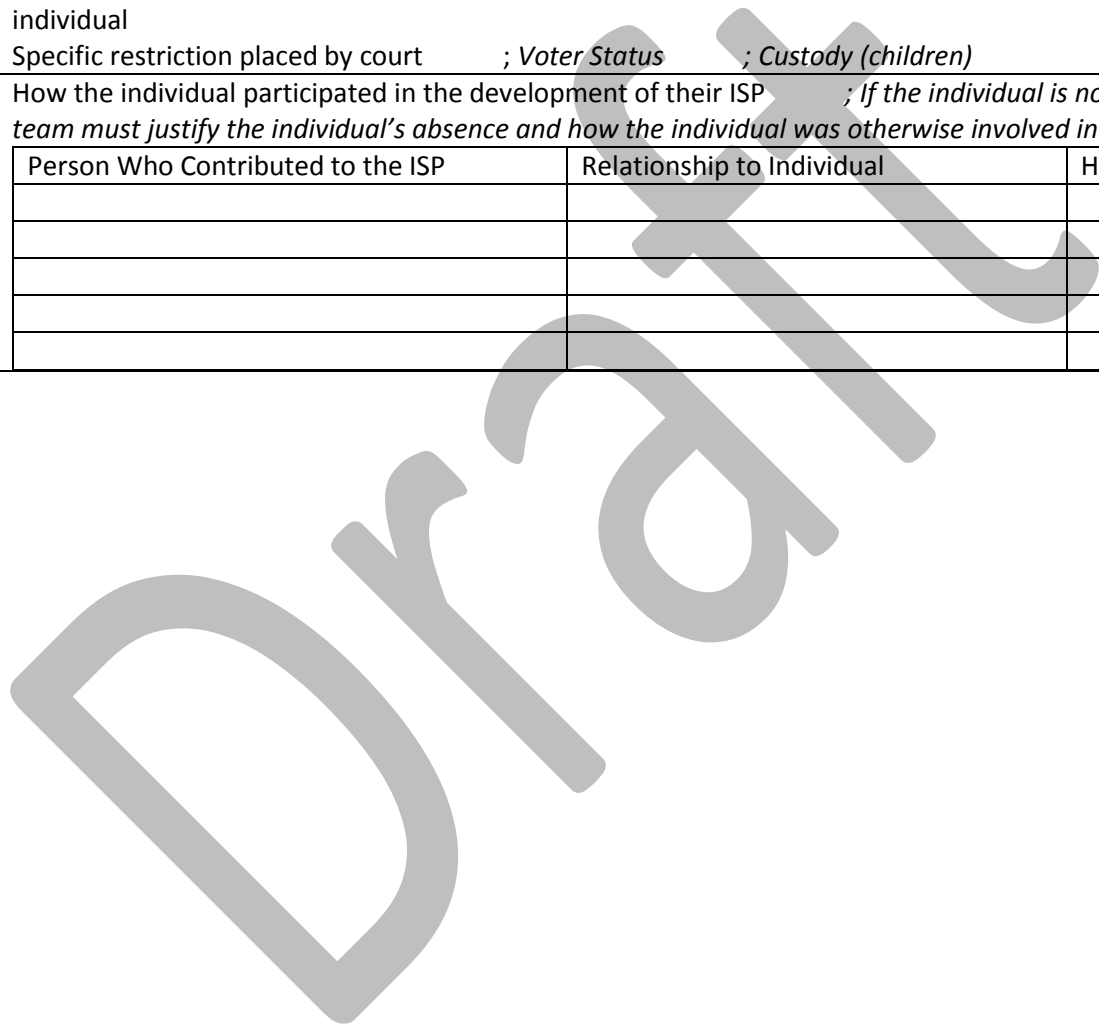 individual
Specific restriction placed by court ; Voter Status ; Custody (children)
How the individual participated in the development of their ISP ; If the individual is
team must justify the individual’s absence and how the individual was otherwise involved in
Person Who Contributed to the ISP Relationship to Individual
Draft